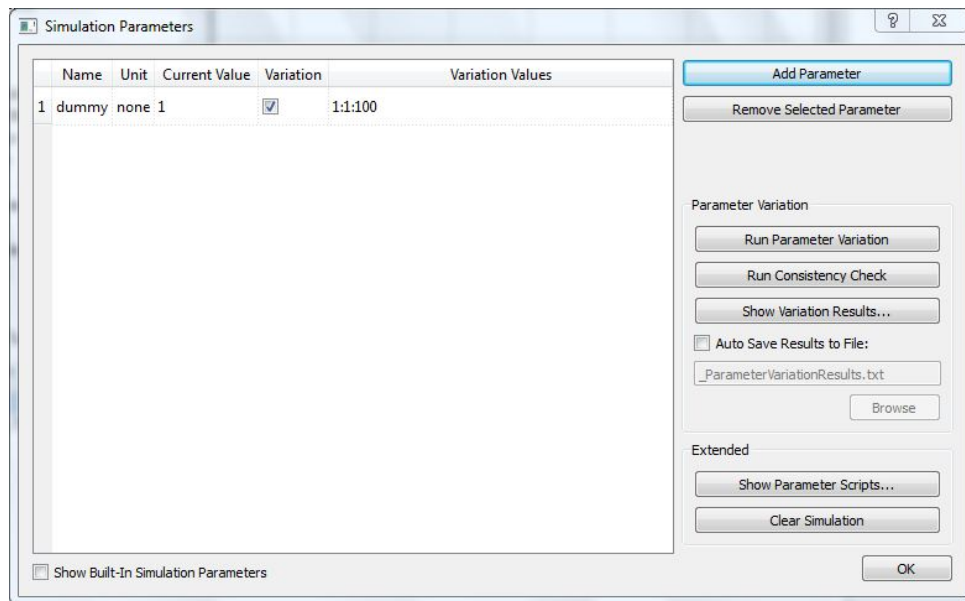 Simulation Parameters
Name Unit Current Value Variation Variation Values
1 dummy none 1 1:1:100
Add Parameter
Remove Selected Parameter
Parameter Variation
Run Parameter Variation
Run Consistency Check
Show Variation Results...
Auto Save Results to File:
_ParameterVariationResults.txt
Browse
Extended
Show Parameter Scripts...
Clear Simulation
Show Built-In Simulation Parameters
OK